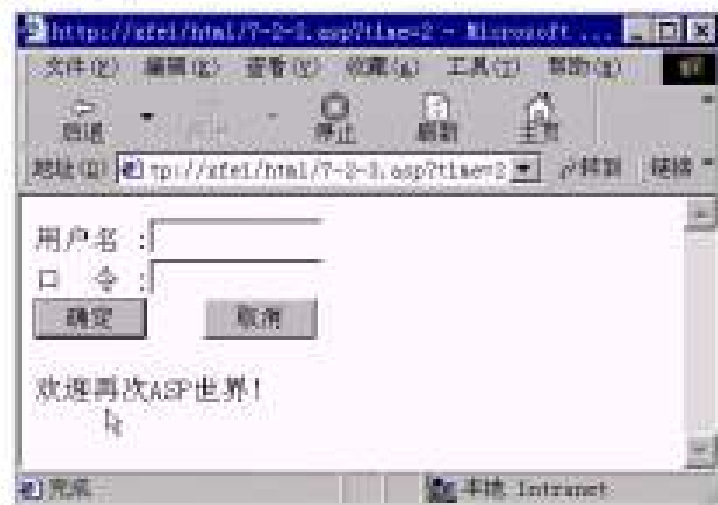 http://zfei/html/7-2-3.asp?time=2 - Microsoft ...
文件(F) 编辑(E) 查看(V) 收藏(A) 工具(T) 帮助(H)
后退 停止 刷新 主页
地址(D) tp://zfei/html/7-2-3.asp?time=2 转到 链接
用户名 :
口 令 :
确定 取消
欢迎再次ASP世界!
完成 本地 Intranet